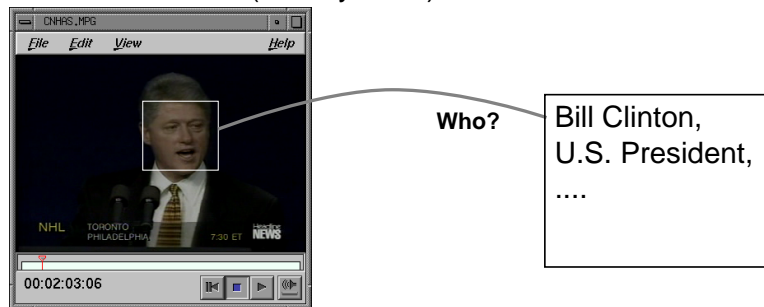 CNHAS.MPG
File Edit View Help
NHL TORONTO
PHILADELPHIA 7:30 ET
Headline
NEWS
00:02:03:06
Who?
Bill Clinton,
U.S. President,
....